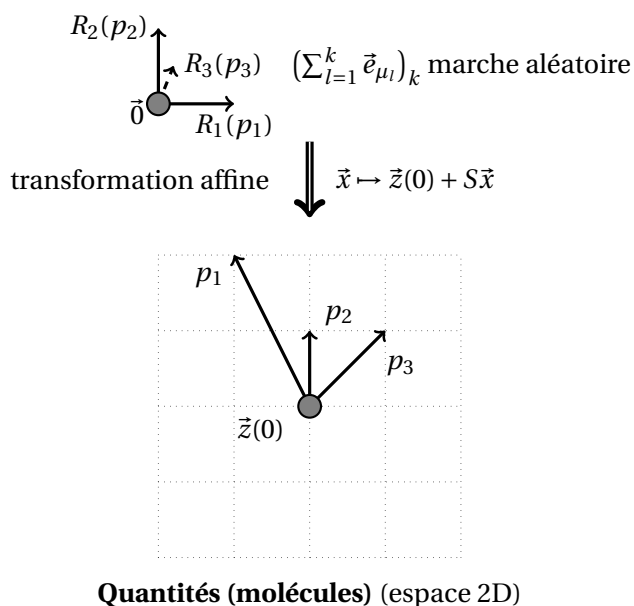 R₂(p₂)
R₃(p₃) (∑ₗ₌₁ᵏ e⃗_μₗ)ₖ marche aléatoire
0⃗
R₁(p₁)
transformation affine x⃗ ↦ z⃗(0) + Sx⃗
p₁
p₂
p₃
z⃗(0)
Quantités (molécules) (espace 2D)